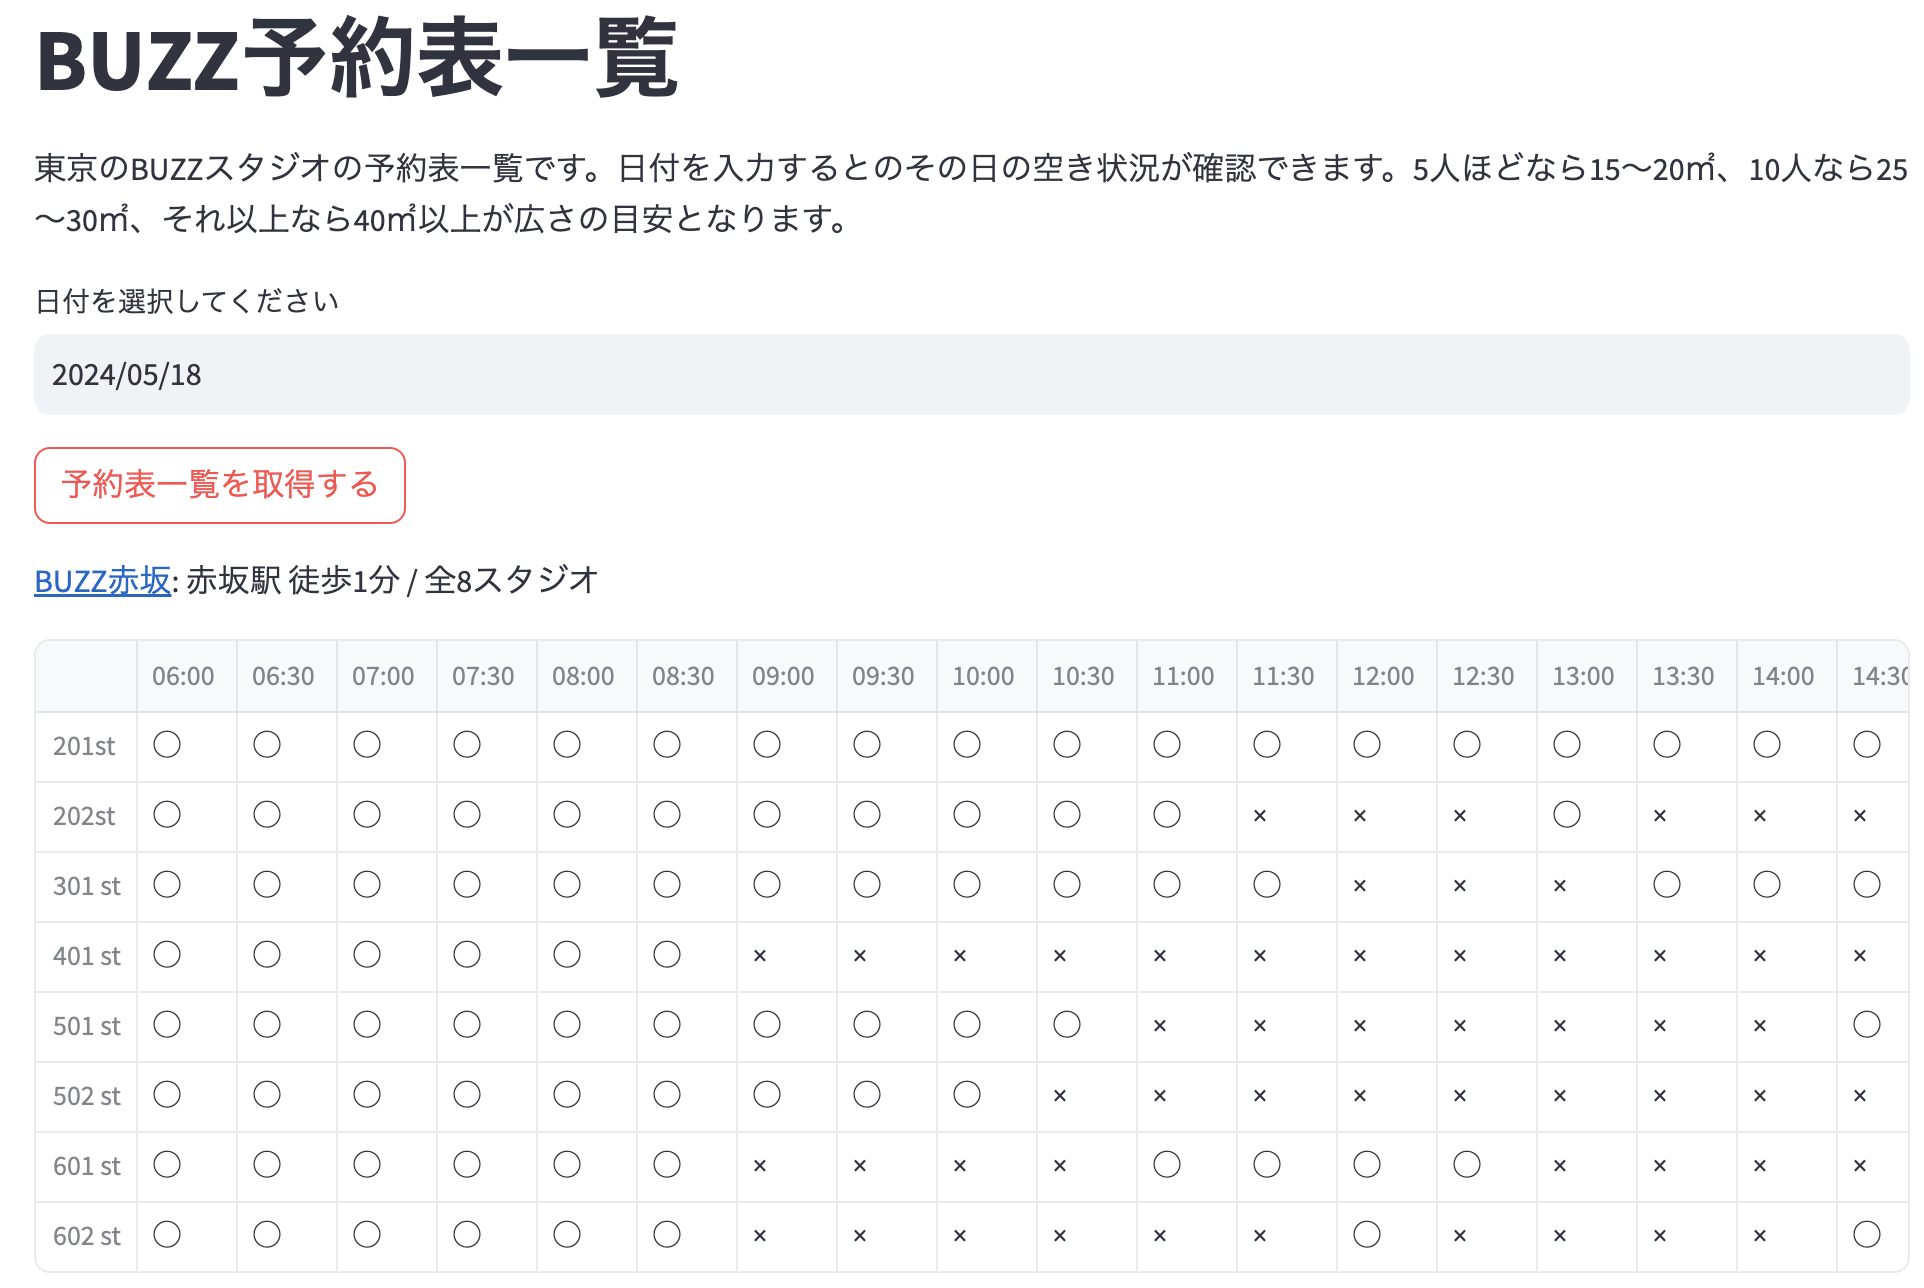 BUZZ予約表一覧
東京のBUZZスタジオの予約表一覧です。日付を入力するとのその日の空き状況が確認できます。5人ほどなら15〜20㎡、10人なら25
〜30㎡、それ以上なら40㎡以上が広さの目安となります。
日付を選択してください
2024/05/18
予約表一覧を取得する
BUZZ赤坂: 赤坂駅 徒歩1分 / 全8スタジオ
06:00 06:30 07:00 07:30 08:00 08:30 09:00 09:30 10:00 10:30 11:00 11:30 12:00 12:30 13:00 13:30 14:00 14:30
201st ◯ ◯ ◯ ◯ ◯ ◯ ◯ ◯ ◯ ◯ ◯ ◯ ◯ ◯ ◯ ◯ ◯ ◯
202st ◯ ◯ ◯ ◯ ◯ ◯ ◯ ◯ ◯ ◯ ◯ × × × ◯ × × ×
301 st ◯ ◯ ◯ ◯ ◯ ◯ ◯ ◯ ◯ ◯ ◯ ◯ × × × ◯ ◯ ◯
401 st ◯ ◯ ◯ ◯ ◯ ◯ × × × × × × × × × × × ×
501 st ◯ ◯ ◯ ◯ ◯ ◯ ◯ ◯ ◯ ◯ × × × × × × × ◯
502 st ◯ ◯ ◯ ◯ ◯ ◯ ◯ ◯ ◯ × × × × × × × × ×
601 st ◯ ◯ ◯ ◯ ◯ ◯ × × × × ◯ ◯ ◯ ◯ × × × ×
602 st ◯ ◯ ◯ ◯ ◯ ◯ × × × × × × ◯ × × × × ◯